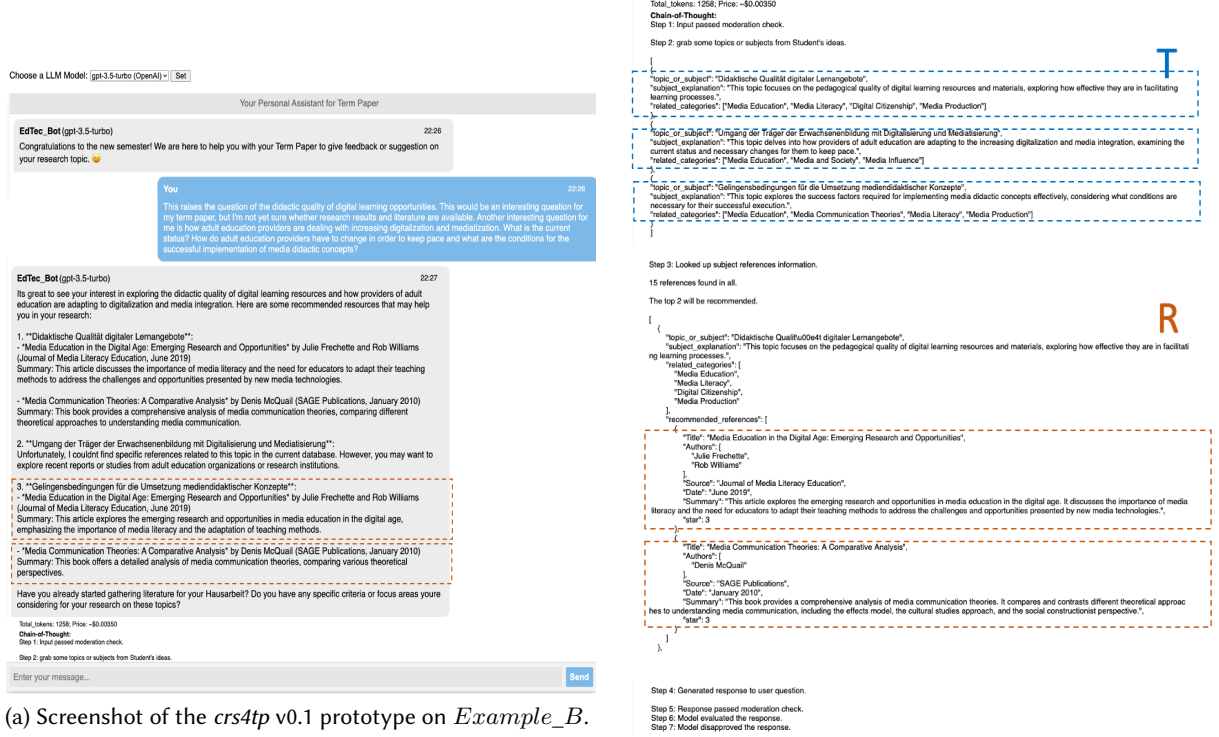 Choose a LLM Model: gpt-3.5-turbo (OpenAI) Set
Your Personal Assistant for Term Paper
EdTec_Bot (gpt-3.5-turbo) 22:26
Congratulations to the new semester! We are here to help you with your Term Paper to give feedback or suggestion on
your research topic. 😀
You 22:26
This raises the question of the didactic quality of digital learning opportunities. This would be an interesting question for
my term paper, but I'm not yet sure whether research results and literature are available. Another interesting question for
me is how adult education providers are dealing with increasing digitalization and mediatization. What is the current
status? How do adult education providers have to change in order to keep pace and what are the conditions for the
successful implementation of media didactic concepts?
EdTec_Bot (gpt-3.5-turbo) 22:27
Its great to see your interest in exploring the didactic quality of digital learning resources and how providers of adult
education are adapting to digitalization and media integration. Here are some recommended resources that may help
you in your research:
1. **Didaktische Qualität digitaler Lernangebote**:
- *Media Education in the Digital Age: Emerging Research and Opportunities* by Julie Frechette and Rob Williams
(Journal of Media Literacy Education, June 2019)
Summary: This article discusses the importance of media literacy and the need for educators to adapt their teaching
methods to address the challenges and opportunities presented by new media technologies.
- *Media Communication Theories: A Comparative Analysis* by Denis McQuail (SAGE Publications, January 2010)
Summary: This book provides a comprehensive analysis of media communication theories, comparing different
theoretical approaches to understanding media communication.
2. **Umgang der Träger der Erwachsenenbildung mit Digitalisierung und Mediatisierung**:
Unfortunately, I couldnt find specific references related to this topic in the current database. However, you may want to
explore recent reports or studies from adult education organizations or research institutions.
3. **Gelingensbedingungen für die Umsetzung mediendidaktischer Konzepte**:
- *Media Education in the Digital Age: Emerging Research and Opportunities* by Julie Frechette and Rob Williams
(Journal of Media Literacy Education, June 2019)
Summary: This article explores the emerging research and opportunities in media education in the digital age,
emphasizing the importance of media literacy and the adaptation of teaching methods.
- *Media Communication Theories: A Comparative Analysis* by Denis McQuail (SAGE Publications, January 2010)
Summary: This book offers a detailed analysis of media communication theories, comparing various theoretical
perspectives.
Have you already started gathering literature for your Hausarbeit? Do you have any specific criteria or focus areas youre
considering for your research on these topics?
Total_tokens: 1258; Price: ~$0.00350
Chain-of-Thought:
Step 1: Input passed moderation check.
Step 2: grab some topics or subjects from Student's ideas.
Enter your message... Send
(a) Screenshot of the crs4tp v0.1 prototype on Example_B.
Total_tokens: 1258; Price: ~$0.00350
Chain-of-Thought:
Step 1: Input passed moderation check.
Step 2: grab some topics or subjects from Student's ideas.
T
[
{
"topic_or_subject": "Didaktische Qualität digitaler Lernangebote",
"subject_explanation": "This topic focuses on the pedagogical quality of digital learning resources and materials, exploring how effective they are in facilitating
learning processes.",
"related_categories": ["Media Education", "Media Literacy", "Digital Citizenship", "Media Production"]
},
{
"topic_or_subject": "Umgang der Träger der Erwachsenenbildung mit Digitalisierung und Mediatisierung",
"subject_explanation": "This topic delves into how providers of adult education are adapting to the increasing digitalization and media integration, examining the
current status and necessary changes for them to keep pace.",
"related_categories": ["Media Education", "Media and Society", "Media Influence"]
},
{
"topic_or_subject": "Gelingensbedingungen für die Umsetzung mediendidaktischer Konzepte",
"subject_explanation": "This topic explores the success factors required for implementing media didactic concepts effectively, considering what conditions are
necessary for their successful execution.",
"related_categories": ["Media Education", "Media Communication Theories", "Media Literacy", "Media Production"]
}
]
Step 3: Looked up subject references information.
15 references found in all.
The top 2 will be recommended.
R
[
{
"topic_or_subject": "Didaktische Qualit\u00e4t digitaler Lernangebote",
"subject_explanation": "This topic focuses on the pedagogical quality of digital learning resources and materials, exploring how effective they are in facilitati
ng learning processes.",
"related_categories": [
"Media Education",
"Media Literacy",
"Digital Citizenship",
"Media Production"
],
"recommended_references": [
{
"Title": "Media Education in the Digital Age: Emerging Research and Opportunities",
"Authors": [
"Julie Frechette",
"Rob Williams"
],
"Source": "Journal of Media Literacy Education",
"Date": "June 2019",
"Summary": "This article explores the emerging research and opportunities in media education in the digital age. It discusses the importance of media
literacy and the need for educators to adapt their teaching methods to address the challenges and opportunities presented by new media technologies.",
"star": 3
},
{
"Title": "Media Communication Theories: A Comparative Analysis",
"Authors": [
"Denis McQuail"
],
"Source": "SAGE Publications",
"Date": "January 2010",
"Summary": "This book provides a comprehensive analysis of media communication theories. It compares and contrasts different theoretical approac
hes to understanding media communication, including the effects model, the cultural studies approach, and the social constructionist perspective.",
"star": 3
}
]
},
Step 4: Generated response to user question.
Step 5: Response passed moderation check.
Step 6: Model evaluated the response.
Step 7: Model disapproved the response.